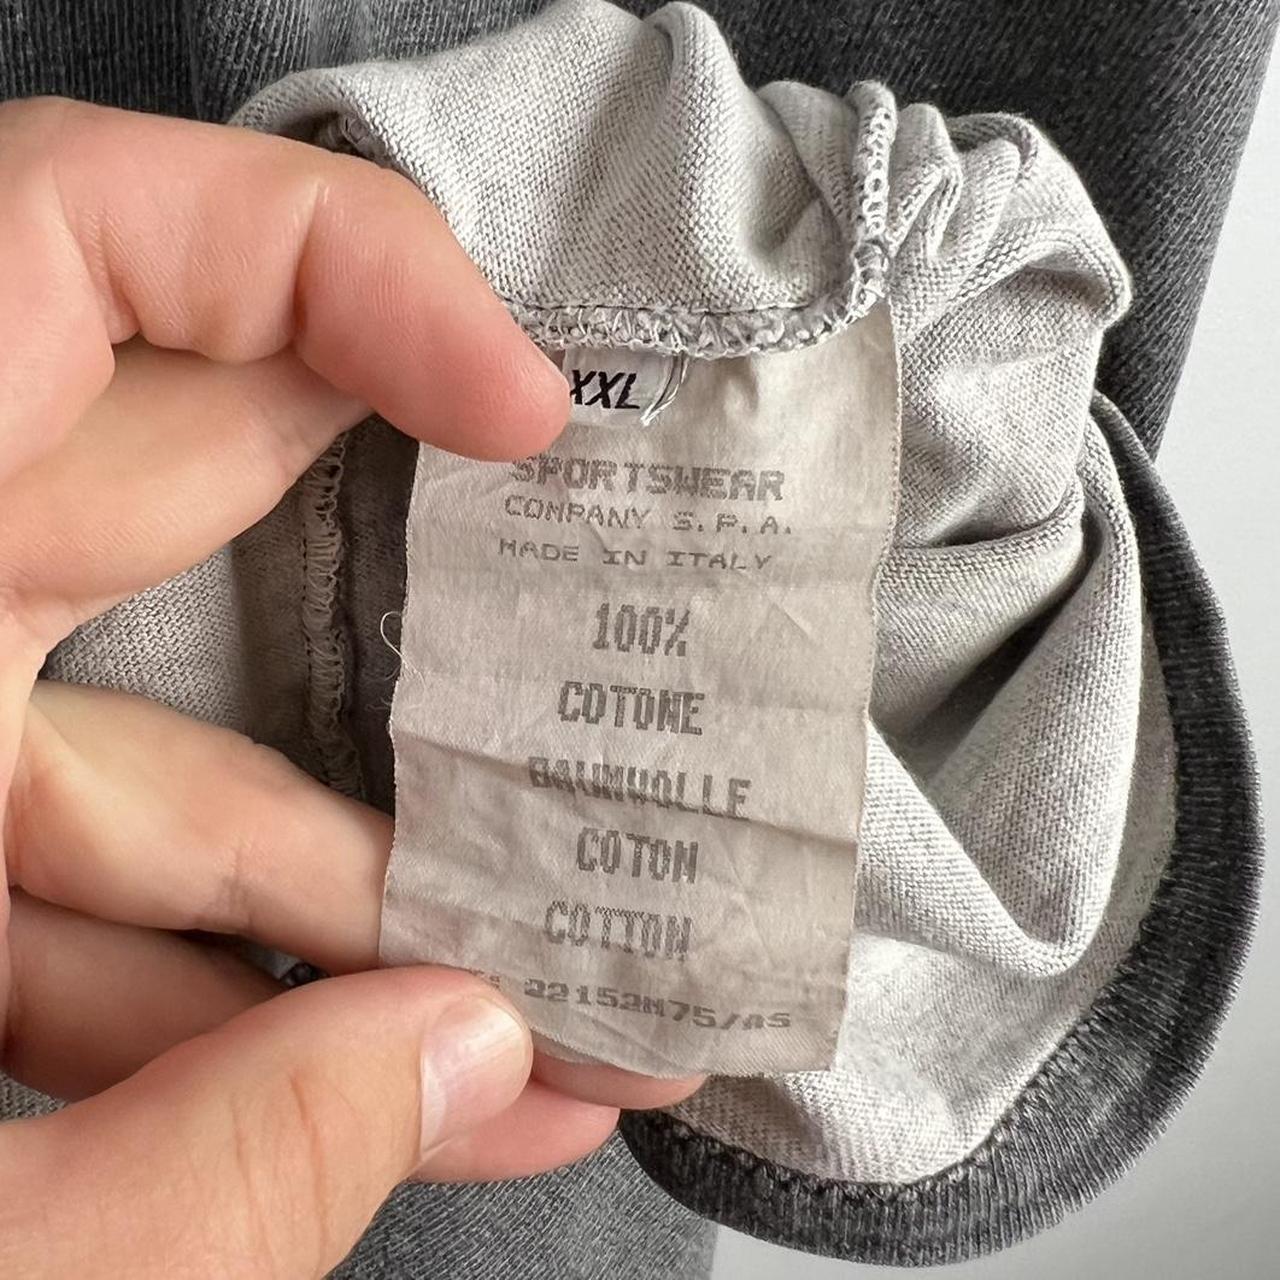 XXL
SPORTSWEAR
COMPANY S.P.A.
MADE IN ITALY
100%
COTONE
BAUMWOLLE
COTON
COTTON
22152M75/AS